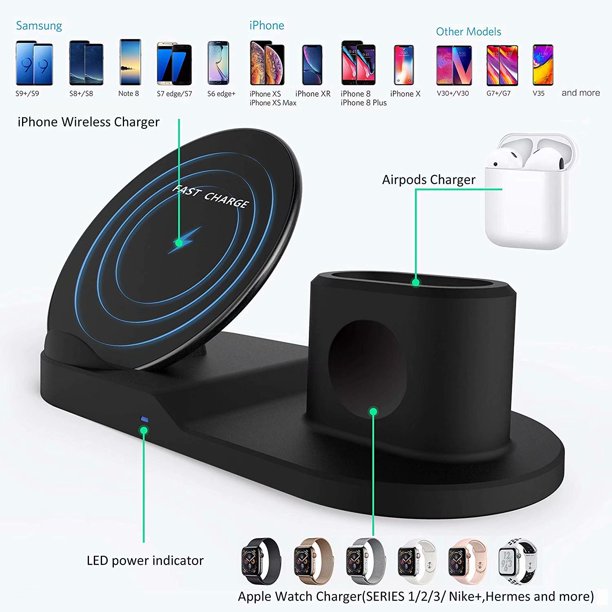 Samsung
iPhone
Other Models
S9+/S9
S8+/S8
Note 8
S7 edge/S7
S6 edge+
iPhone XS
iPhone XS Max
iPhone XR
iPhone 8
iPhone 8 Plus
iPhone X
V30+/V30
G7+/G7
V35
and more
iPhone Wireless Charger
Airpods Charger
FAST CHARGE
LED power indicator
Apple Watch Charger(SERIES 1/2/3/ Nike+,Hermes and more)